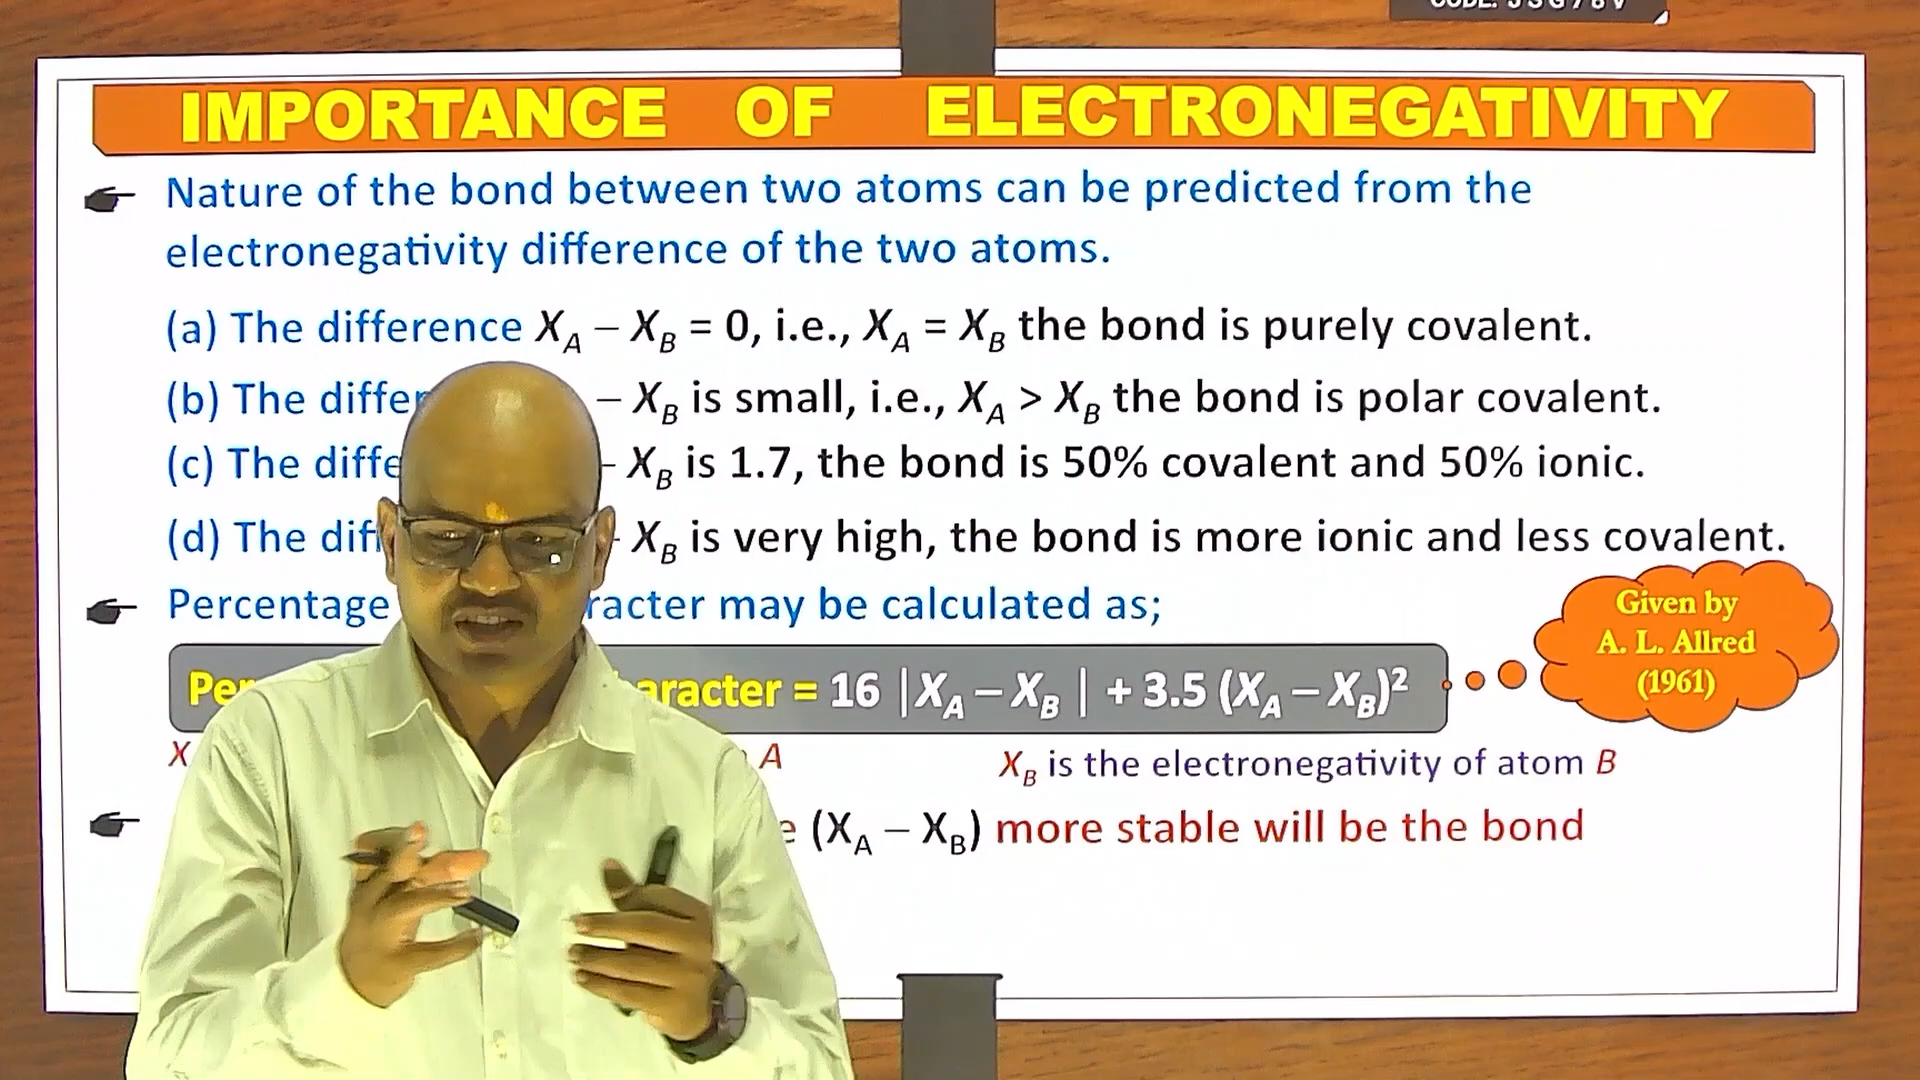 IMPORTANCE OF ELECTRONEGATIVITY
Nature of the bond between two atoms can be predicted from the
electronegativity difference of the two atoms.
(a) The difference X_A – X_B = 0, i.e., X_A = X_B the bond is purely covalent.
(b) The differ – X_B is small, i.e., X_A > X_B the bond is polar covalent.
(c) The diffe – X_B is 1.7, the bond is 50% covalent and 50% ionic.
(d) The dif – X_B is very high, the bond is more ionic and less covalent.
Percentage racter may be calculated as;
Given by
A. L. Allred
(1961)
Pe aracter = 16 |X_A – X_B| + 3.5 (X_A – X_B)²
X A X_B is the electronegativity of atom B
e (X_A – X_B) more stable will be the bond